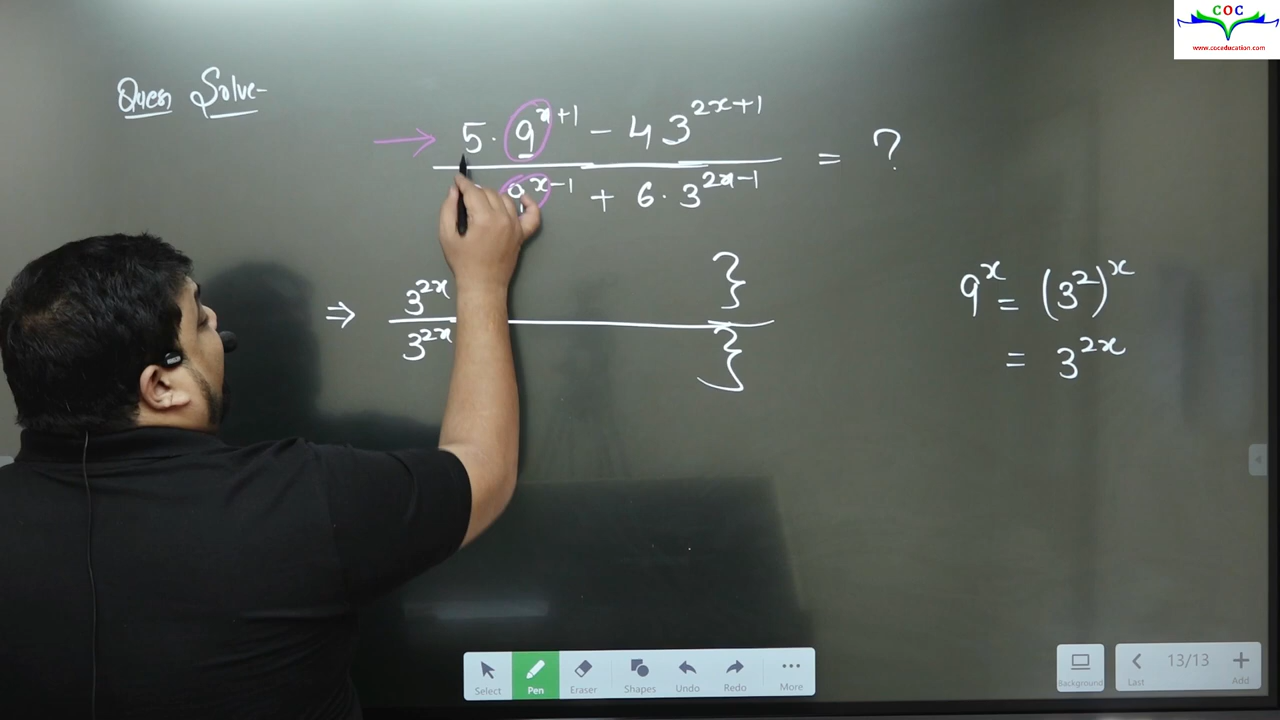 COC
www.coceducation.com
Ques Solve-
5· 9^{x+1} − 4 3^{2x+1}
9^{x−1} + 6· 3^{2x−1}
= ?
⇒ 3^{2x} }
3^{2x} }
9^x = (3^2)^x
= 3^{2x}
Select Pen Eraser Shapes Undo Redo More
Background Last 13/13 Add